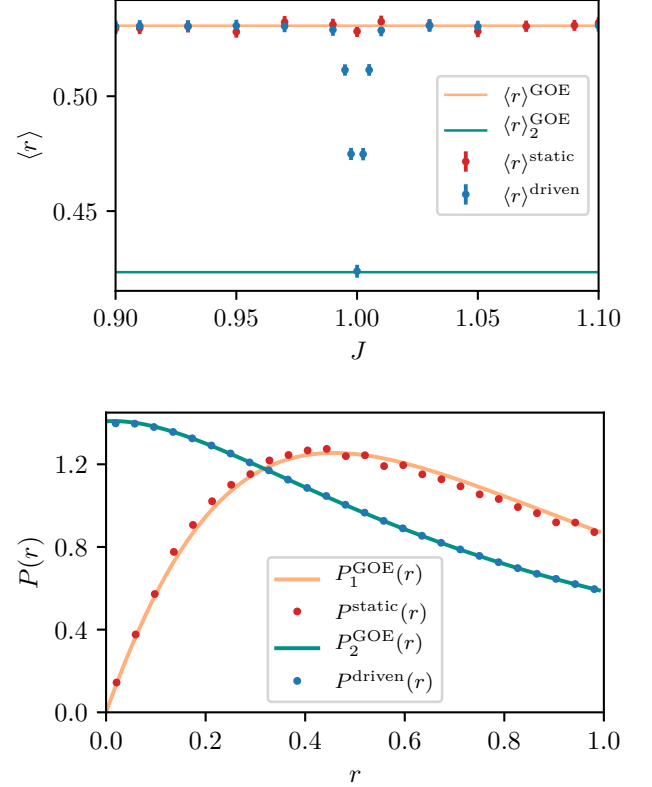 0.50
0.45
⟨r⟩
⟨r⟩^GOE
⟨r⟩_2^GOE
⟨r⟩^static
⟨r⟩^driven
0.90 0.95 1.00 1.05 1.10
J
1.2
0.8
0.4
0.0
P(r)
P_1^GOE(r)
P^static(r)
P_2^GOE(r)
P^driven(r)
0.0 0.2 0.4 0.6 0.8 1.0
r